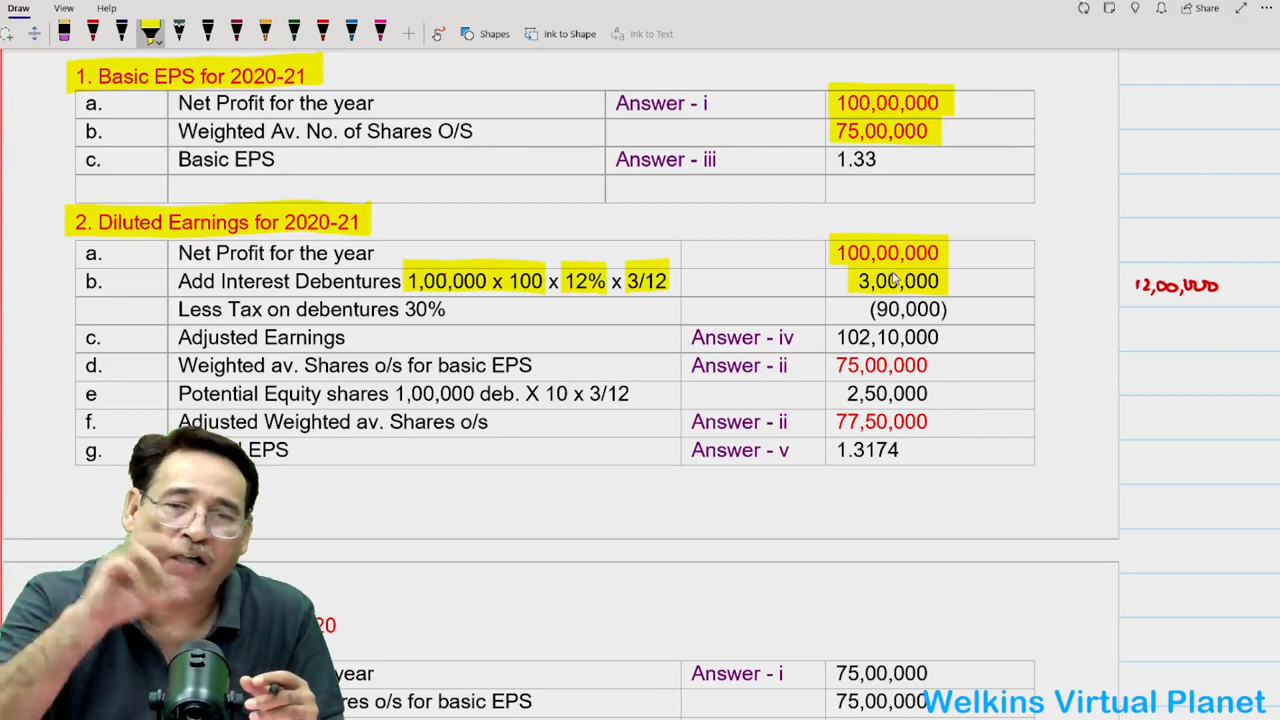 Draw View Help
Share
Shapes Ink to Shape Ink to Text
1. Basic EPS for 2020-21
a. Net Profit for the year Answer - i 100,00,000
b. Weighted Av. No. of Shares O/S 75,00,000
c. Basic EPS Answer - iii 1.33
2. Diluted Earnings for 2020-21
a. Net Profit for the year 100,00,000
b. Add Interest Debentures 1,00,000 x 100 x 12% x 3/12 3,00,000 12,00,000
Less Tax on debentures 30% (90,000)
c. Adjusted Earnings Answer - iv 102,10,000
d. Weighted av. Shares o/s for basic EPS Answer - ii 75,00,000
e Potential Equity shares 1,00,000 deb. X 10 x 3/12 2,50,000
f. Adjusted Weighted av. Shares o/s Answer - ii 77,50,000
g. EPS Answer - v 1.3174
20
year Answer - i 75,00,000
res o/s for basic EPS Answer - ii 75,00,000
Welkins Virtual Planet